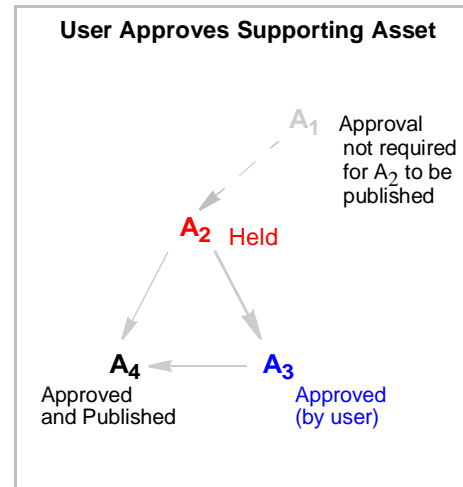 User Approves Supporting Asset
A1 Approval
not required
for A2 to be
published
A2 Held
A4
A3
Approved
and Published
Approved
(by user)